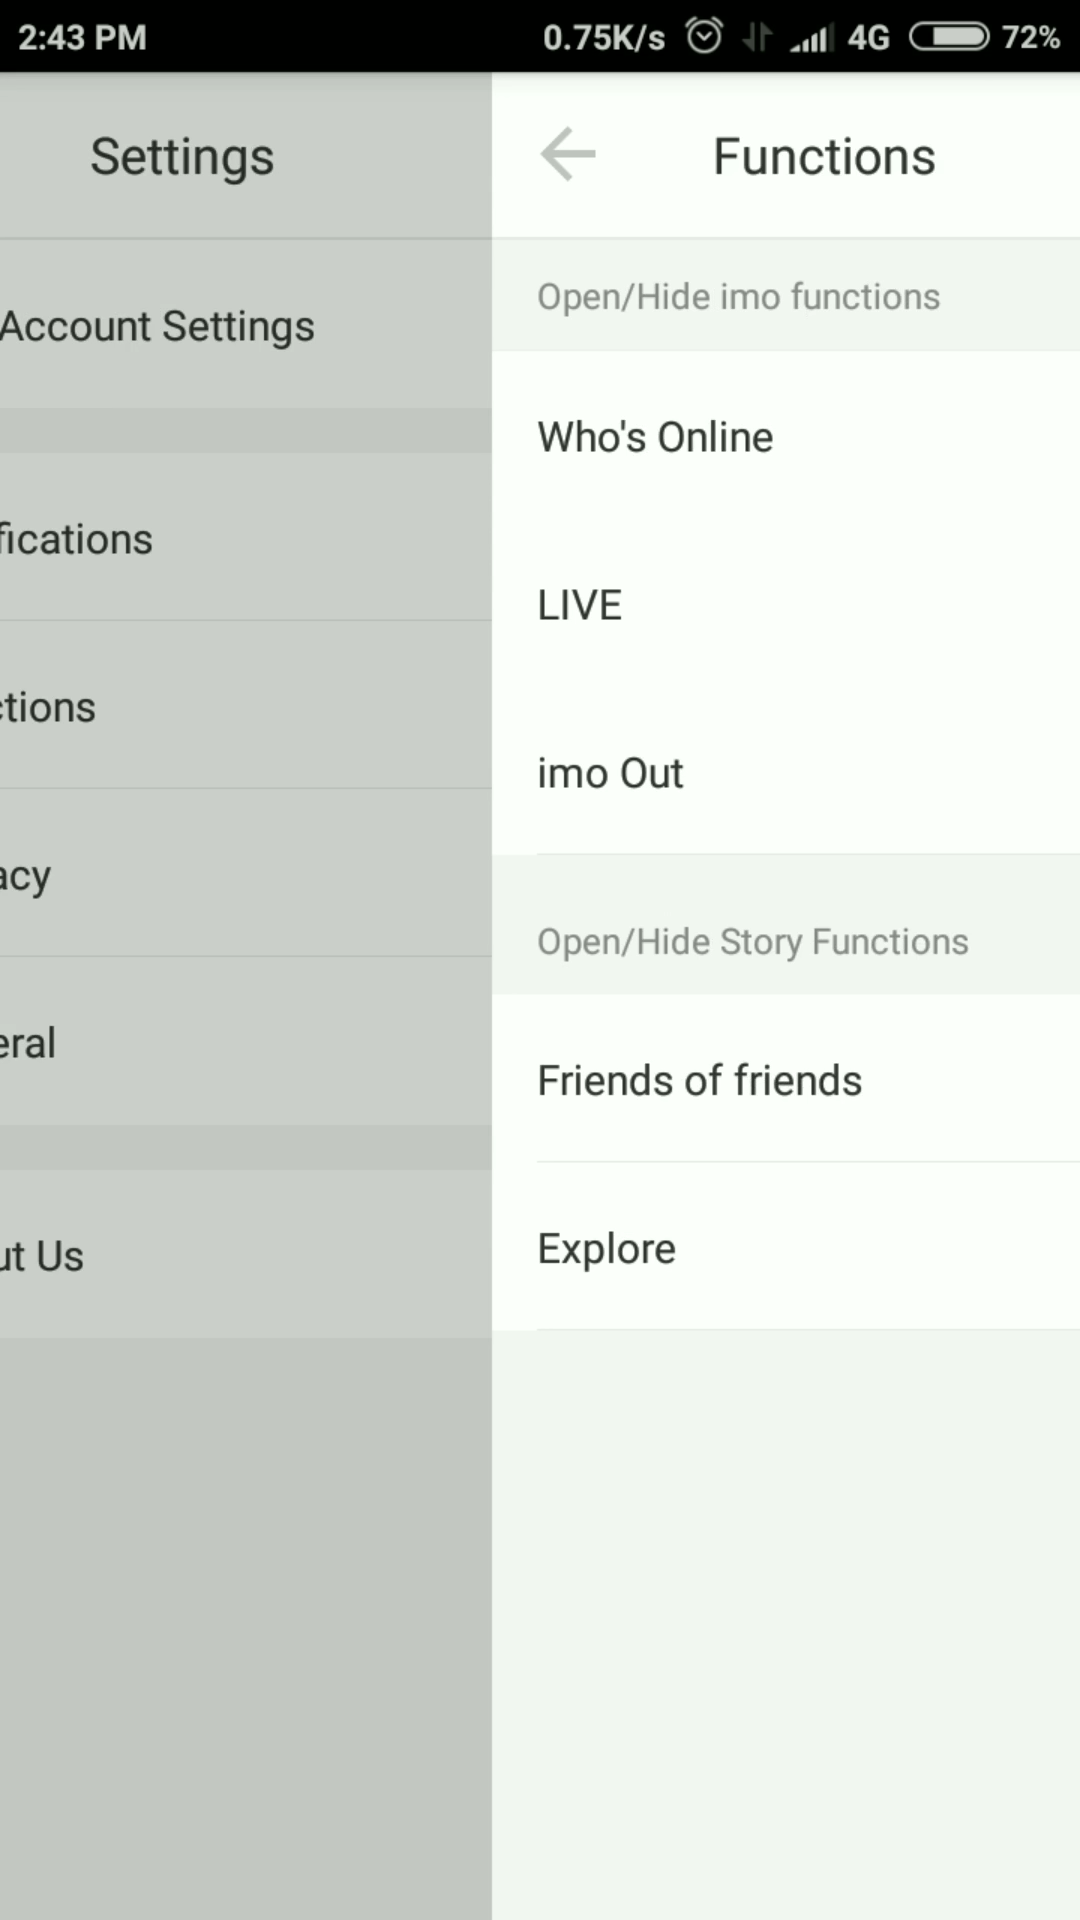 2:43 PM 0.75K/s 4G 72%
Settings
Account Settings
fications
ctions
acy
eral
ut Us
Functions
Open/Hide imo functions
Who's Online
LIVE
imo Out
Open/Hide Story Functions
Friends of friends
Explore